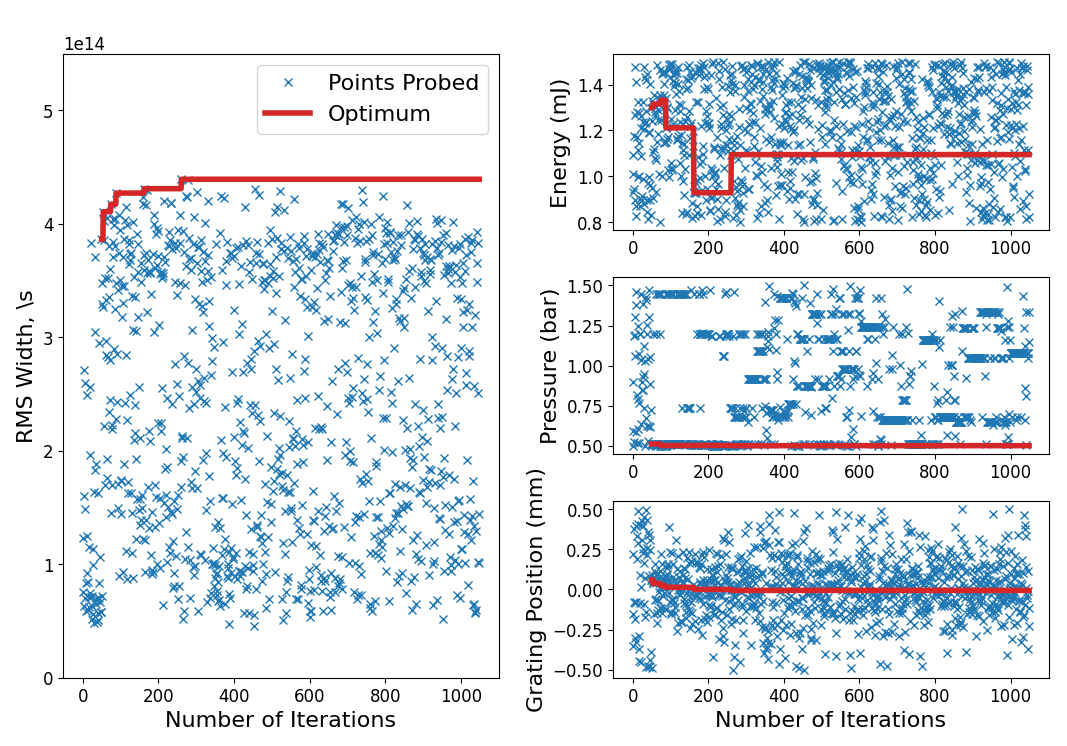 1e14
RMS Width, \s
5
4
3
2
1
0
Points Probed
Optimum
0 200 400 600 800 1000
Number of Iterations
Energy (mJ)
1.4
1.2
1.0
0.8
0 200 400 600 800 1000
Pressure (bar)
1.50
1.25
1.00
0.75
0.50
0 200 400 600 800 1000
Grating Position (mm)
0.50
0.25
0.00
−0.25
−0.50
0 200 400 600 800 1000
Number of Iterations